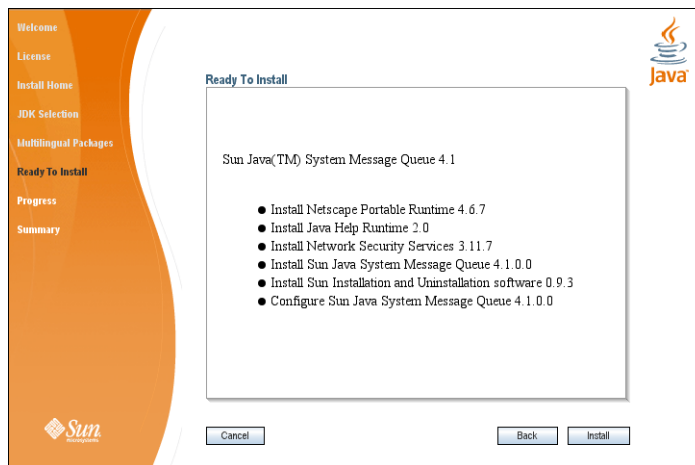 Welcome
License
Install Home
JDK Selection
Multilingual Packages
Ready To Install
Progress
Summary
Sun
microsystems
Java
Ready To Install
Sun Java(TM) System Message Queue 4.1
● Install Netscape Portable Runtime 4.6.7
● Install Java Help Runtime 2.0
● Install Network Security Services 3.11.7
● Install Sun Java System Message Queue 4.1.0.0
● Install Sun Installation and Uninstallation software 0.9.3
● Configure Sun Java System Message Queue 4.1.0.0
Cancel
Back
Install